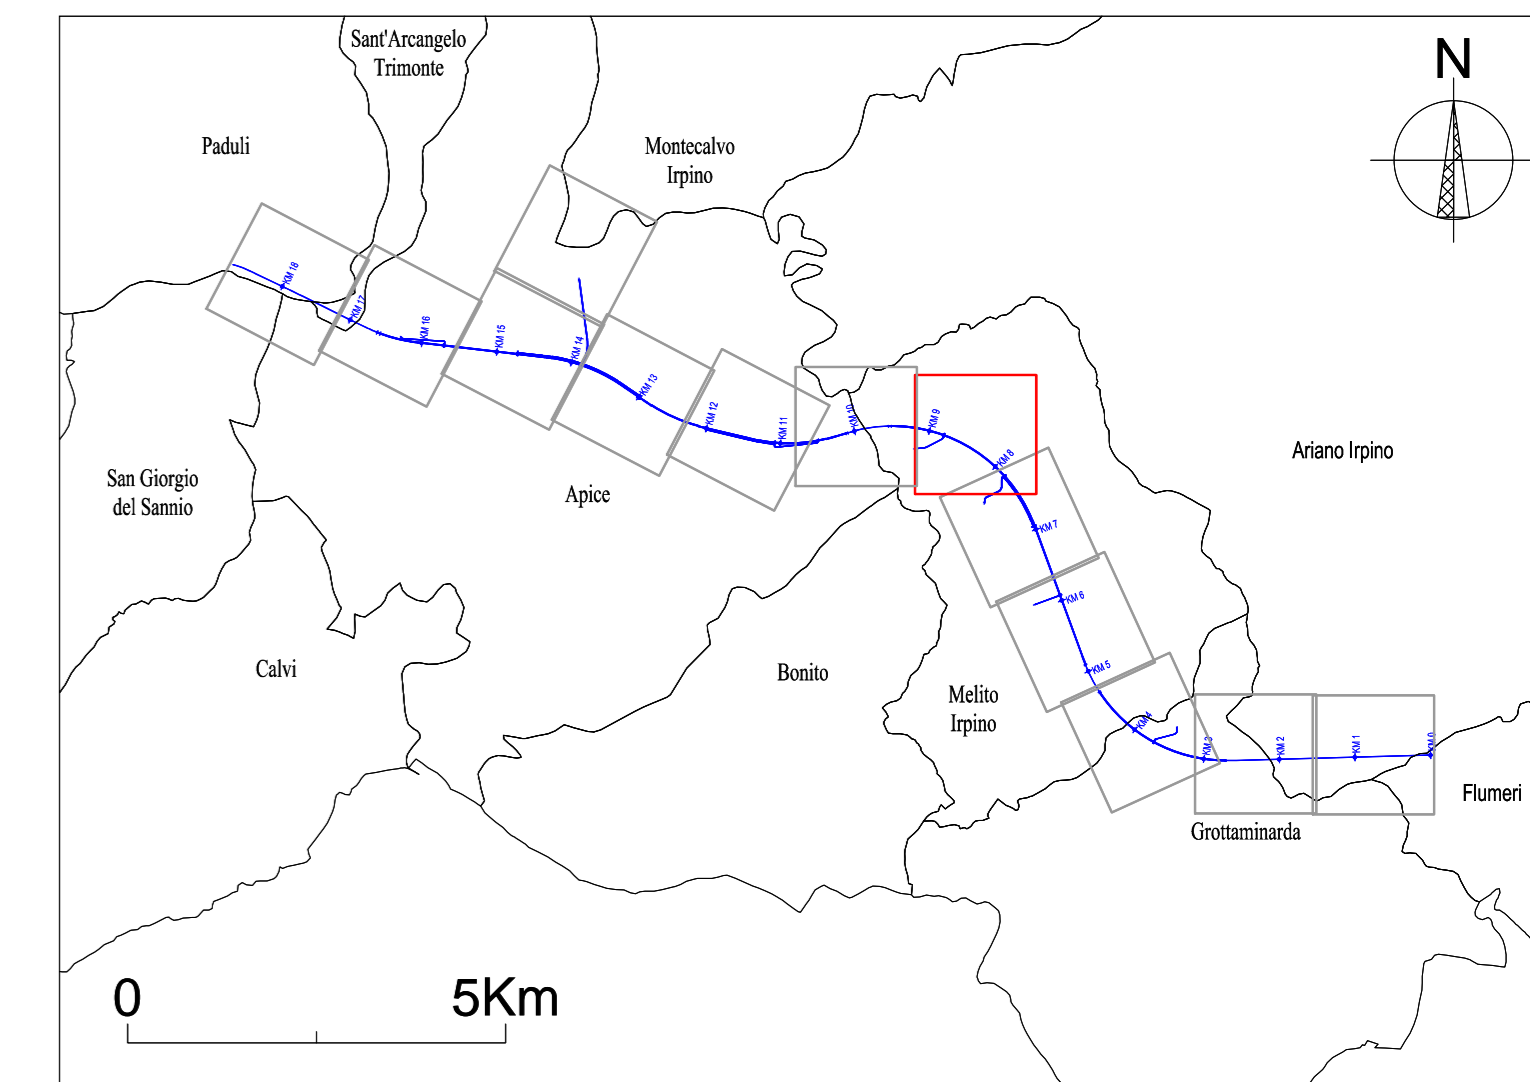 Sant'Arcangelo
Trimonte
N
Paduli
Montecalvo
Irpino
KM 18
KM 17
KM 16
KM 15
KM 14
KM 13
KM 12
KM 11
KM 10
KM 9
KM 8
KM 7
KM 6
KM 5
KM 4
KM 3
KM 2
KM 1
KM 0
Ariano Irpino
San Giorgio
del Sannio
Apice
Calvi
Bonito
Melito
Irpino
Flumeri
Grottaminarda
0
5Km